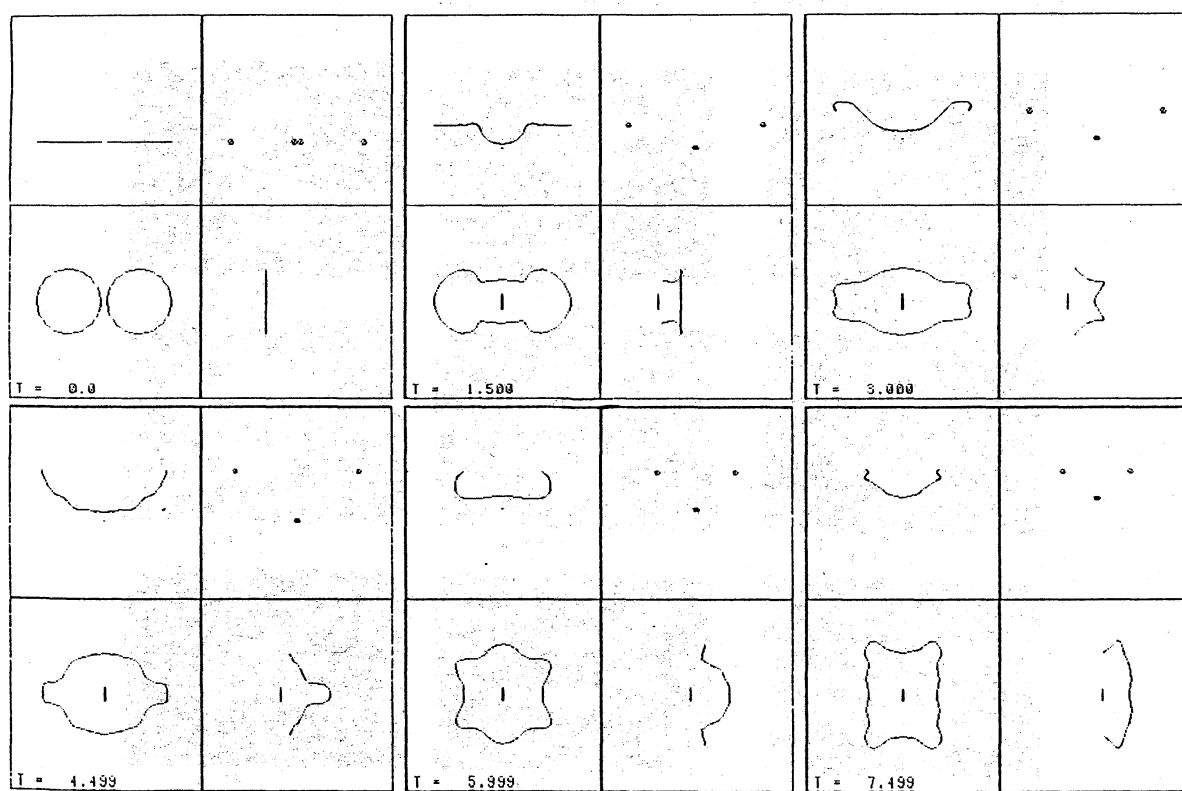 T = 0.0
T = 1.500
T = 3.000
T = 4.499
T = 5.999
T = 7.499